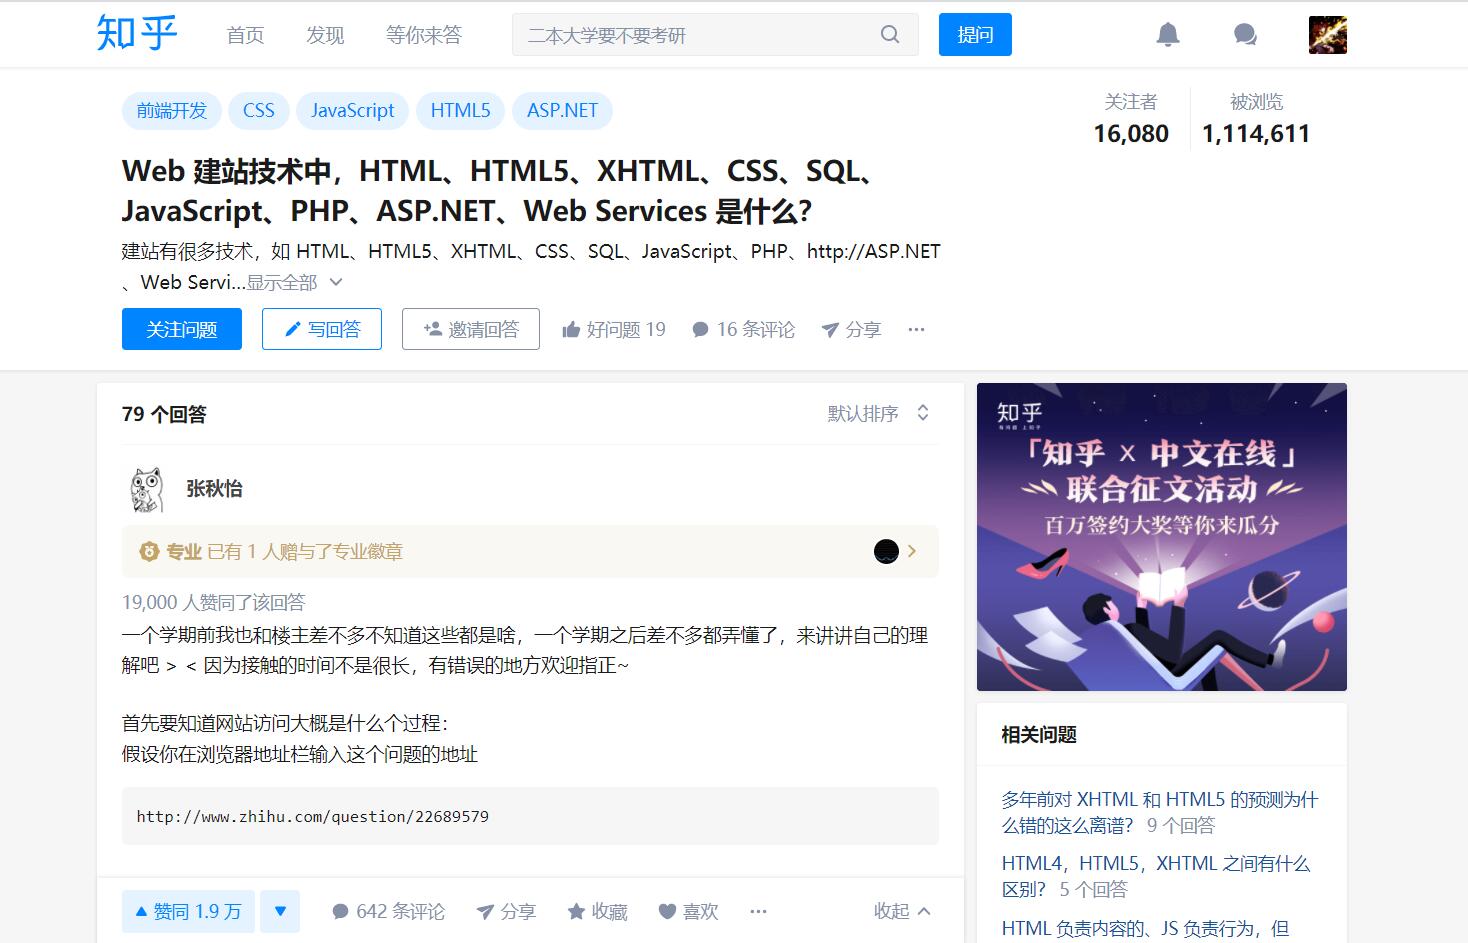 知乎 首页 发现 等你来答 二本大学要不要考研 提问
前端开发 CSS JavaScript HTML5 ASP.NET
关注者 被浏览
16,080 1,114,611
Web 建站技术中，HTML、HTML5、XHTML、CSS、SQL、
JavaScript、PHP、ASP.NET、Web Services 是什么？
建站有很多技术，如 HTML、HTML5、XHTML、CSS、SQL、JavaScript、PHP、http://ASP.NET
、Web Servi...显示全部
关注问题 写回答 邀请回答 好问题 19 16 条评论 分享 ···
79 个回答 默认排序
张秋怡
专业 已有 1 人赠与了专业徽章
19,000 人赞同了该回答
一个学期前我也和楼主差不多不知道这些都是啥，一个学期之后差不多都弄懂了，来讲讲自己的理
解吧 > < 因为接触的时间不是很长，有错误的地方欢迎指正~
首先要知道网站访问大概是什么个过程：
假设你在浏览器地址栏输入这个问题的地址
http://www.zhihu.com/question/22689579
赞同 1.9 万 642 条评论 分享 收藏 喜欢 ··· 收起
知乎
有问题 上知乎
「知乎 x 中文在线」
联合征文活动
百万签约大奖等你来瓜分
相关问题
多年前对 XHTML 和 HTML5 的预测为什
么错的这么离谱？ 9 个回答
HTML4，HTML5，XHTML 之间有什么
区别？ 5 个回答
HTML 负责内容的、JS 负责行为，但